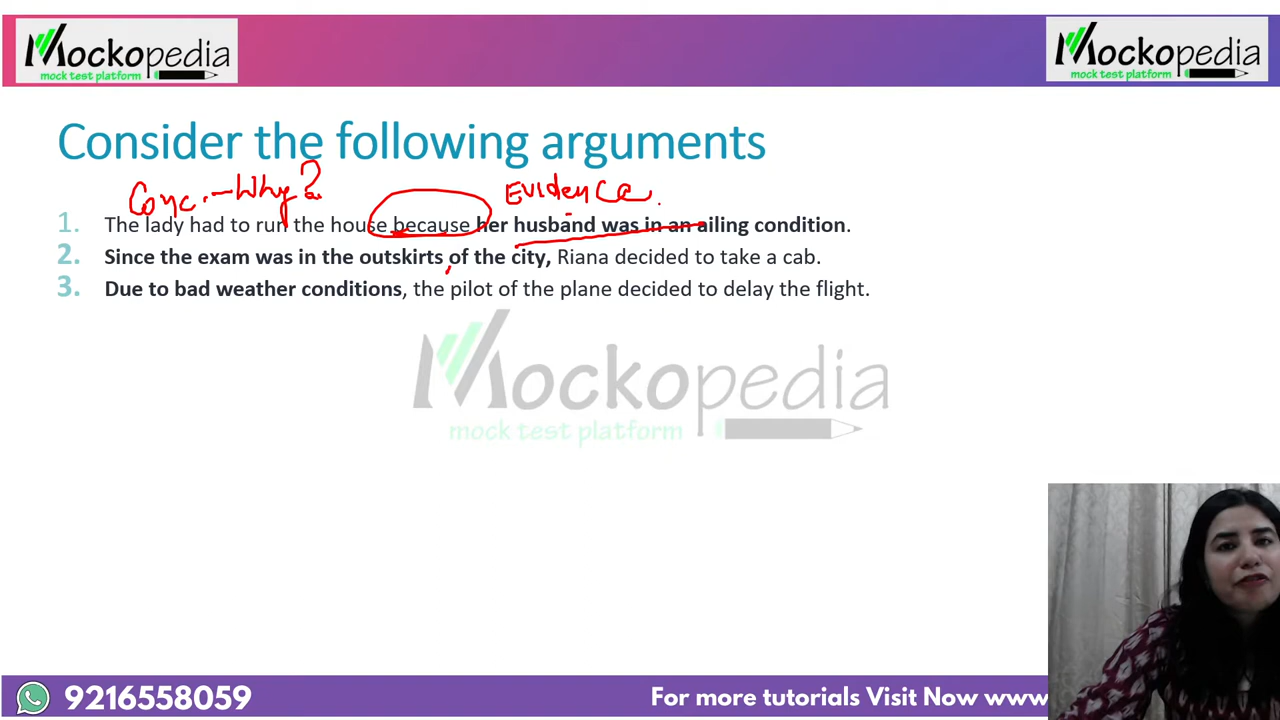 Mockopedia
mock test platform
Mockopedia
mock test platform
Consider the following arguments
Conc. - Why?
Evidence.
1. The lady had to run the house because her husband was in an ailing condition.
2. Since the exam was in the outskirts of the city, Riana decided to take a cab.
3. Due to bad weather conditions, the pilot of the plane decided to delay the flight.
Mockopedia
mock test platform
9216558059
For more tutorials Visit Now www